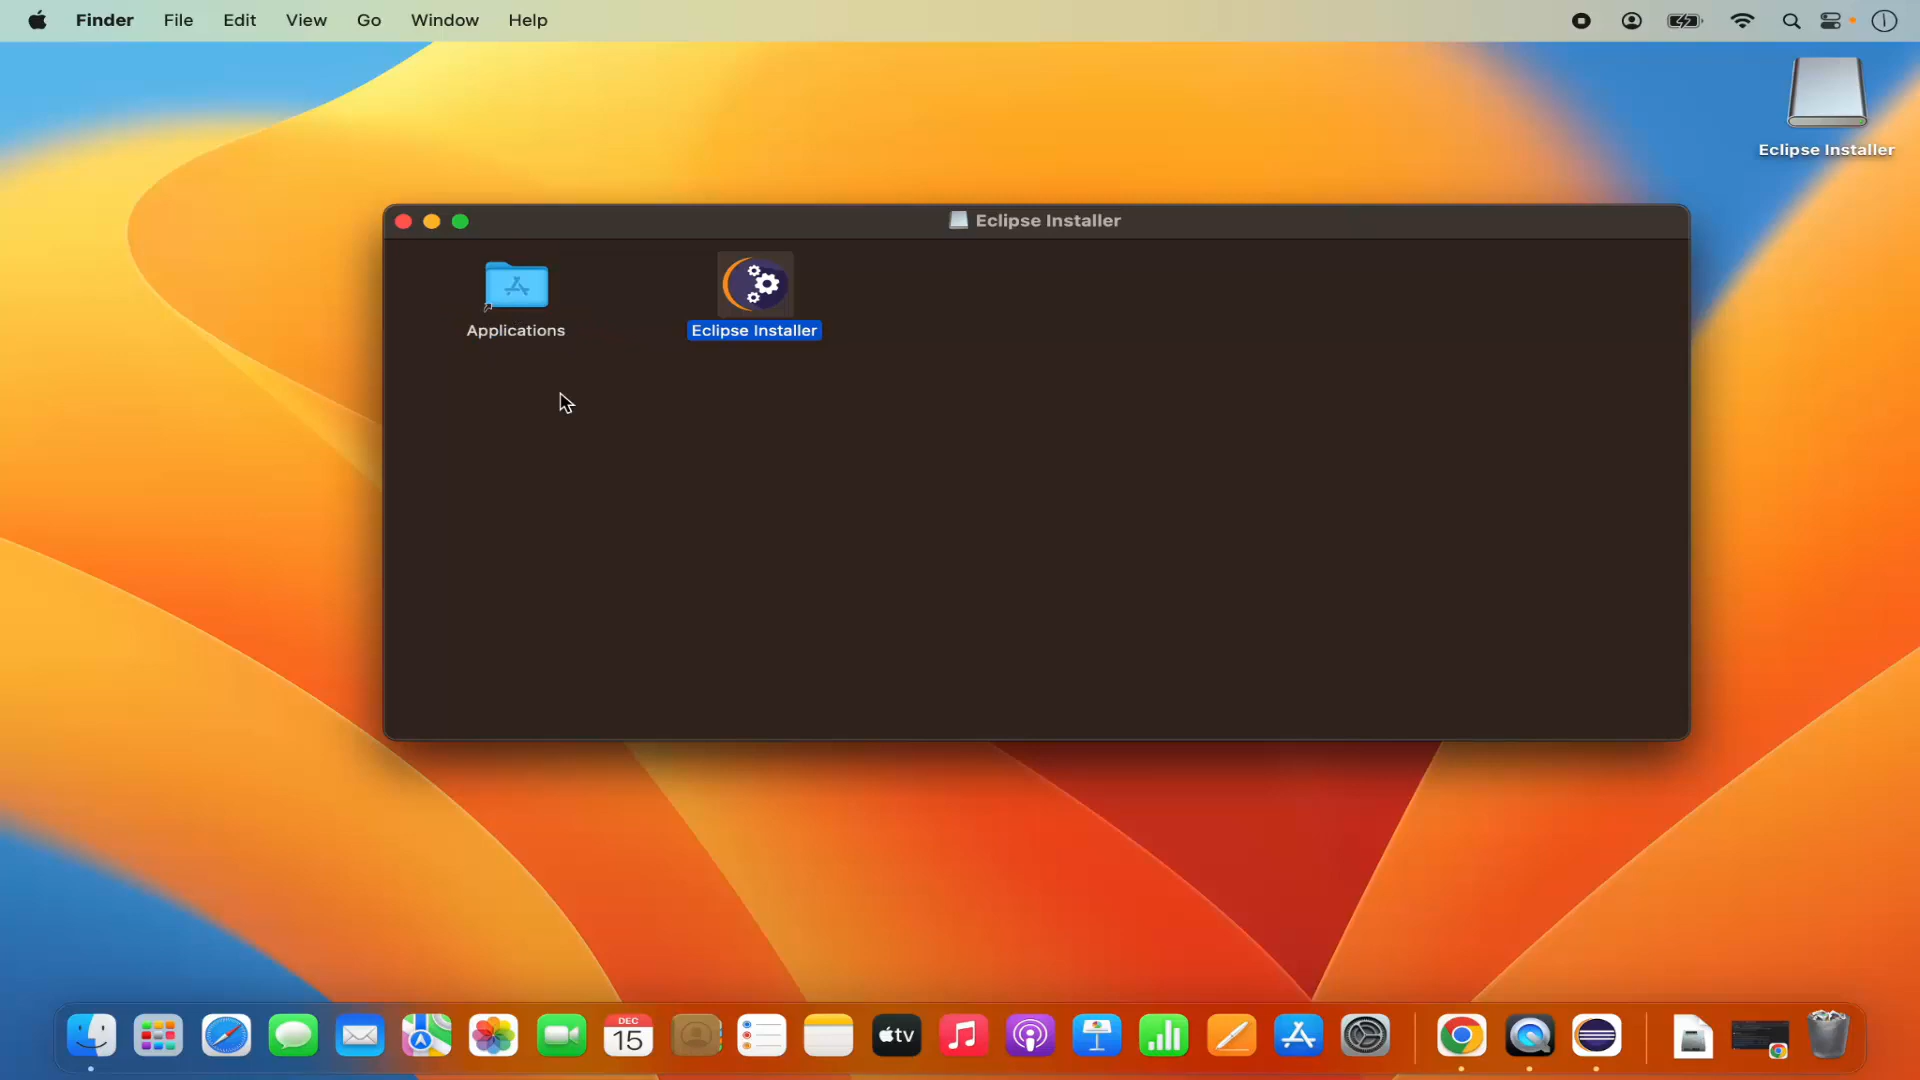 Finder File Edit View Go Window Help
Eclipse Installer
Eclipse Installer
Applications Eclipse Installer
DEC
15
tv